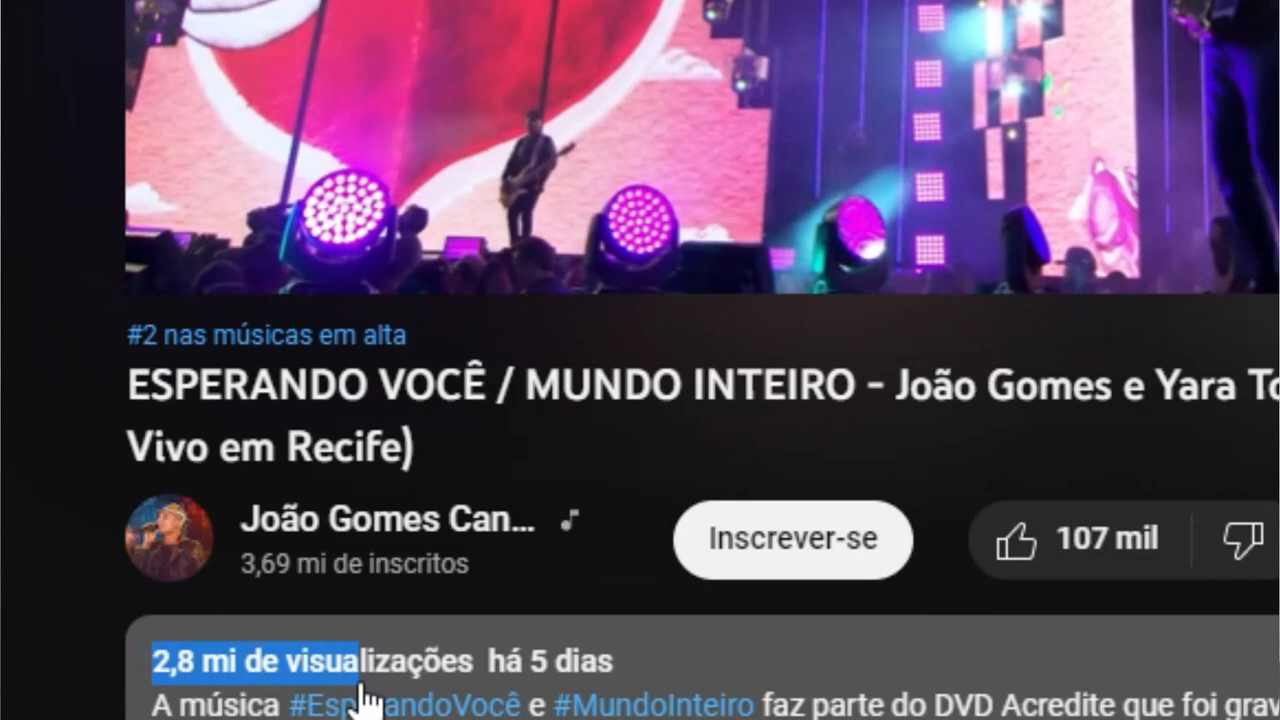 #2 nas músicas em alta
ESPERANDO VOCÊ / MUNDO INTEIRO - João Gomes e Yara
Vivo em Recife)
João Gomes Can...
3,69 mi de inscritos
Inscrever-se
107 mil
2,8 mi de visualizações há 5 dias
A música #EsperandoVocê e #MundoInteiro faz parte do DVD Acredite que foi